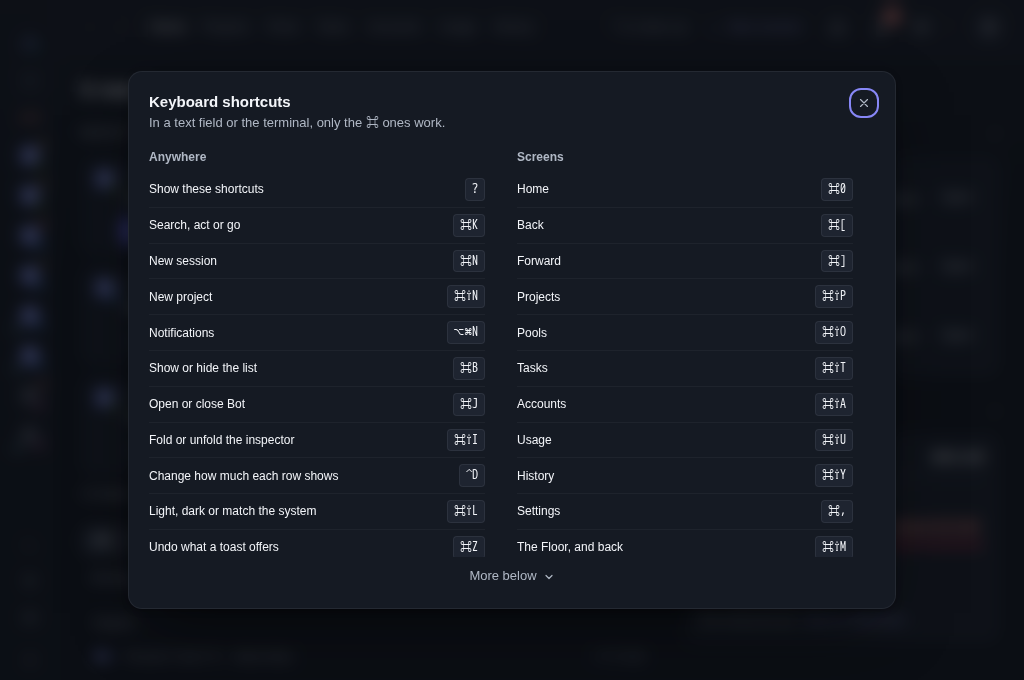 Keyboard shortcuts
In a text field or the terminal, only the ⌘ ones work.
Anywhere
Show these shortcuts ?
Search, act or go ⌘K
New session ⌘N
New project ⌘⇧N
Notifications ⌥⌘N
Show or hide the list ⌘B
Open or close Bot ⌘J
Fold or unfold the inspector ⌘⇧I
Change how much each row shows ^D
Light, dark or match the system ⌘⇧L
Undo what a toast offers ⌘Z
Screens
Home ⌘0
Back ⌘[
Forward ⌘]
Projects ⌘⇧P
Pools ⌘⇧O
Tasks ⌘⇧T
Accounts ⌘⇧A
Usage ⌘⇧U
History ⌘⇧Y
Settings ⌘,
The Floor, and back ⌘⇧M
More below